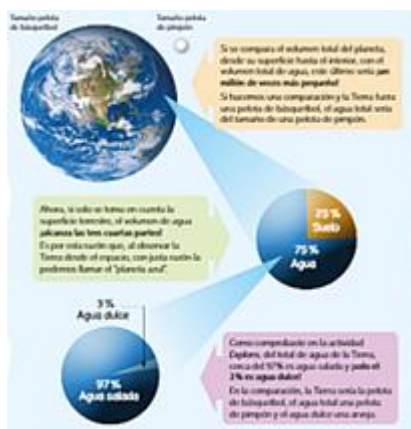 Tamaño pelota
de básquetbol
Tamaño pelota
de pimpón
Si se compara el volumen total del planeta,
desde su superficie hasta el interior, con el
volumen total de agua, este último sería ¡un
millón de veces más pequeño!
Si hacemos una comparación y la Tierra fuera
una pelota de básquetbol, el agua total sería
del tamaño de una pelota de pimpón.
Ahora, si solo se toma en cuenta la
superficie terrestre, el volumen de agua
¡alcanza las tres cuartas partes!
Es por esta razón que, al observar la
Tierra desde el espacio, con justa razón la
podemos llamar el "planeta azul".
25 %
Suelo
75 %
Agua
3 %
Agua dulce
97 %
Agua salada
Como comprobaste en la actividad
Explora, del total de agua de la Tierra,
cerca del 97% es agua salada y ¡solo el
3% es agua dulce!
En la comparación, la Tierra sería la pelota
de básquetbol, el agua total una pelota
de pimpón y el agua dulce una arveja.